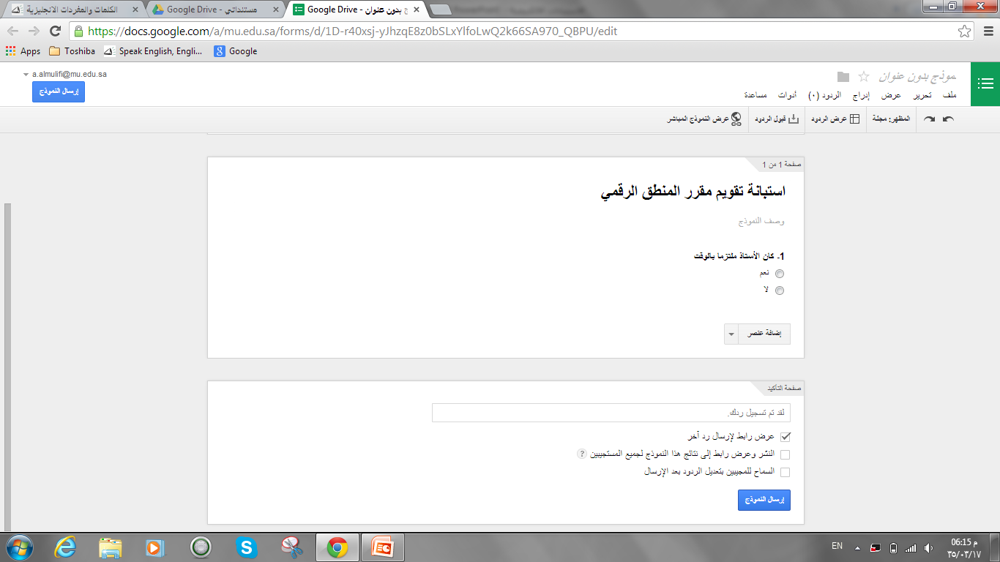 الكلمات والمفردات الانجليزية
مستنداتي - Google Drive
ج بدون عنوان - Google Drive
https://docs.google.com/a/mu.edu.sa/forms/d/1D-r40xsj-yJhzqE8z0bSLxYlfoLwQ2k66SA970_QBPU/edit
Apps Toshiba Speak English, Engli... Google
a.almulifi@mu.edu.sa
موذج بدون عنوان
إرسال النموذج
ملف تحرير عرض إدراج الردود (٠) أدوات مساعدة
المظهر: مجلة عرض الردود قبول الردود عرض النموذج المباشر
صفحة 1 من 1
استبانة تقويم مقرر المنطق الرقمي
وصف النموذج
1- كان الأستاذ ملتزما بالوقت
نعم
لا
إضافة عنصر
صفحة التأكيد
لقد تم تسجيل ردك.
عرض رابط لإرسال رد آخر
النشر وعرض رابط إلى نتائج هذا النموذج لجميع المستجيبين ?
السماح للمجيبين بتعديل الردود بعد الإرسال
إرسال النموذج
EN
06:15 م
٣٥/٠٣/١٧